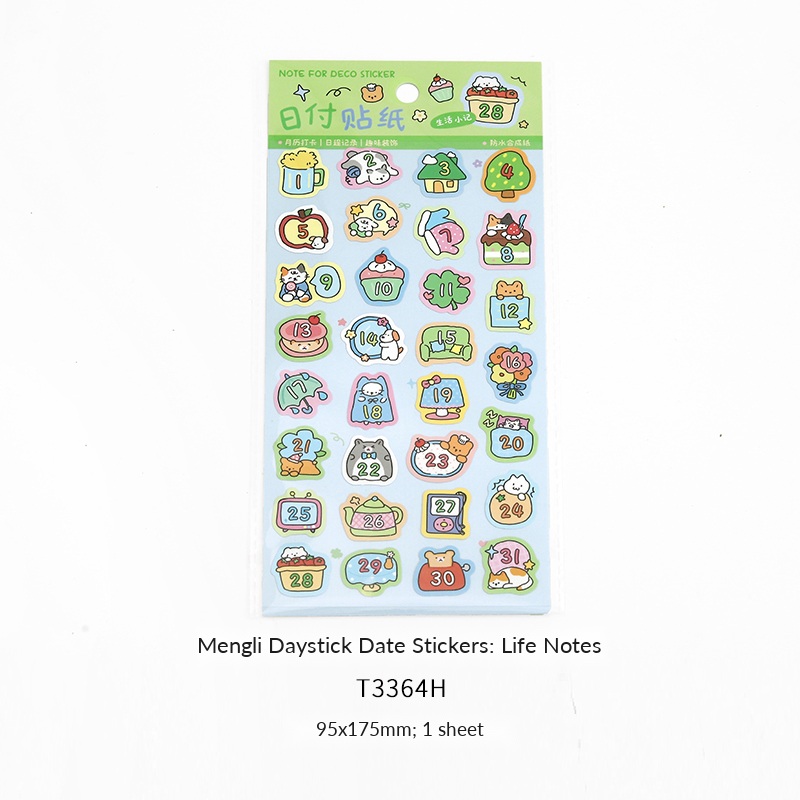 NOTE FOR DECO STICKER
日付贴纸
生活小记
28
★月历打卡 | 日程记录 | 趣味装饰
★防水合成纸
1 2 3 4
5 6 7 8
9 10 11 12
13 14 15 16
17 18 19 20
21 22 23 24
25 26 27
28 29 30 31
Mengli Daystick Date Stickers: Life Notes
T3364H
95x175mm; 1 sheet